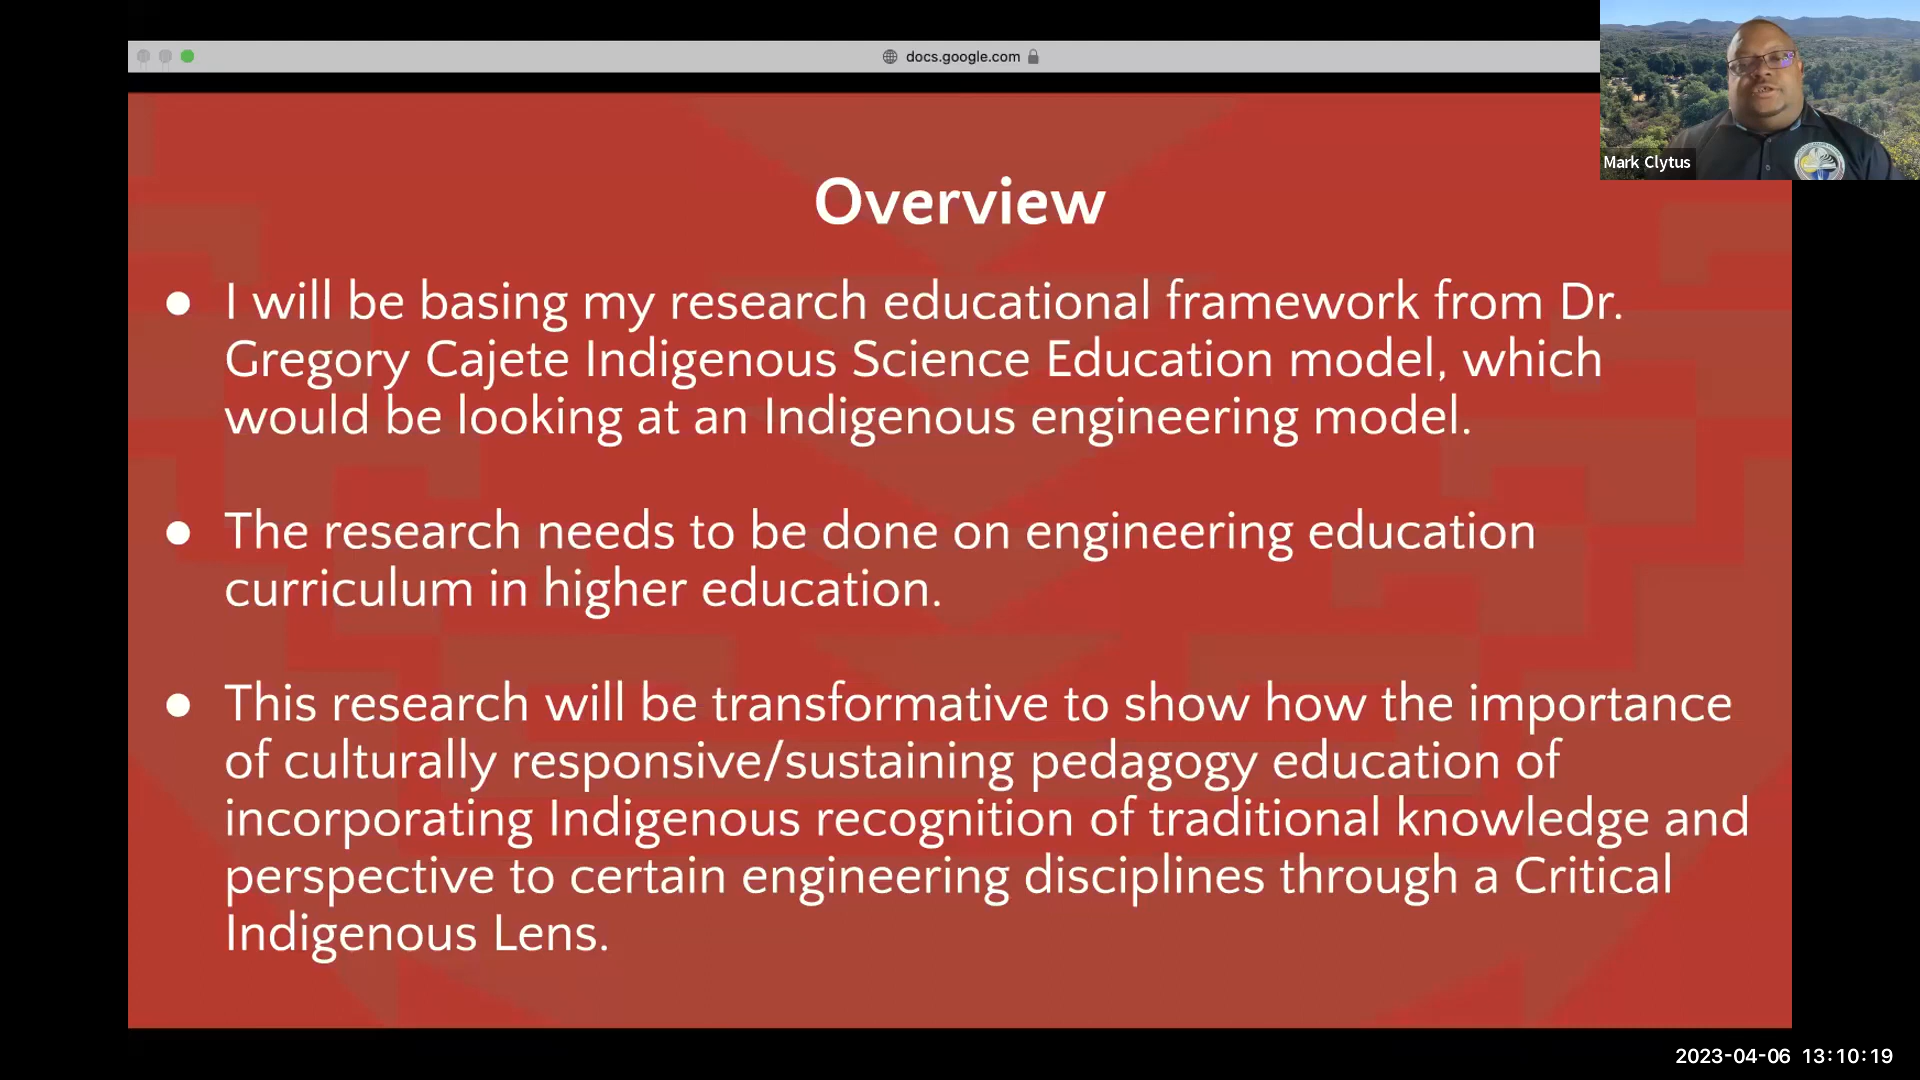 docs.google.com
Mark Clytus
Overview
● I will be basing my research educational framework from Dr.
Gregory Cajete Indigenous Science Education model, which
would be looking at an Indigenous engineering model.
● The research needs to be done on engineering education
curriculum in higher education.
● This research will be transformative to show how the importance
of culturally responsive/sustaining pedagogy education of
incorporating Indigenous recognition of traditional knowledge and
perspective to certain engineering disciplines through a Critical
Indigenous Lens.
2023-04-06 13:10:19